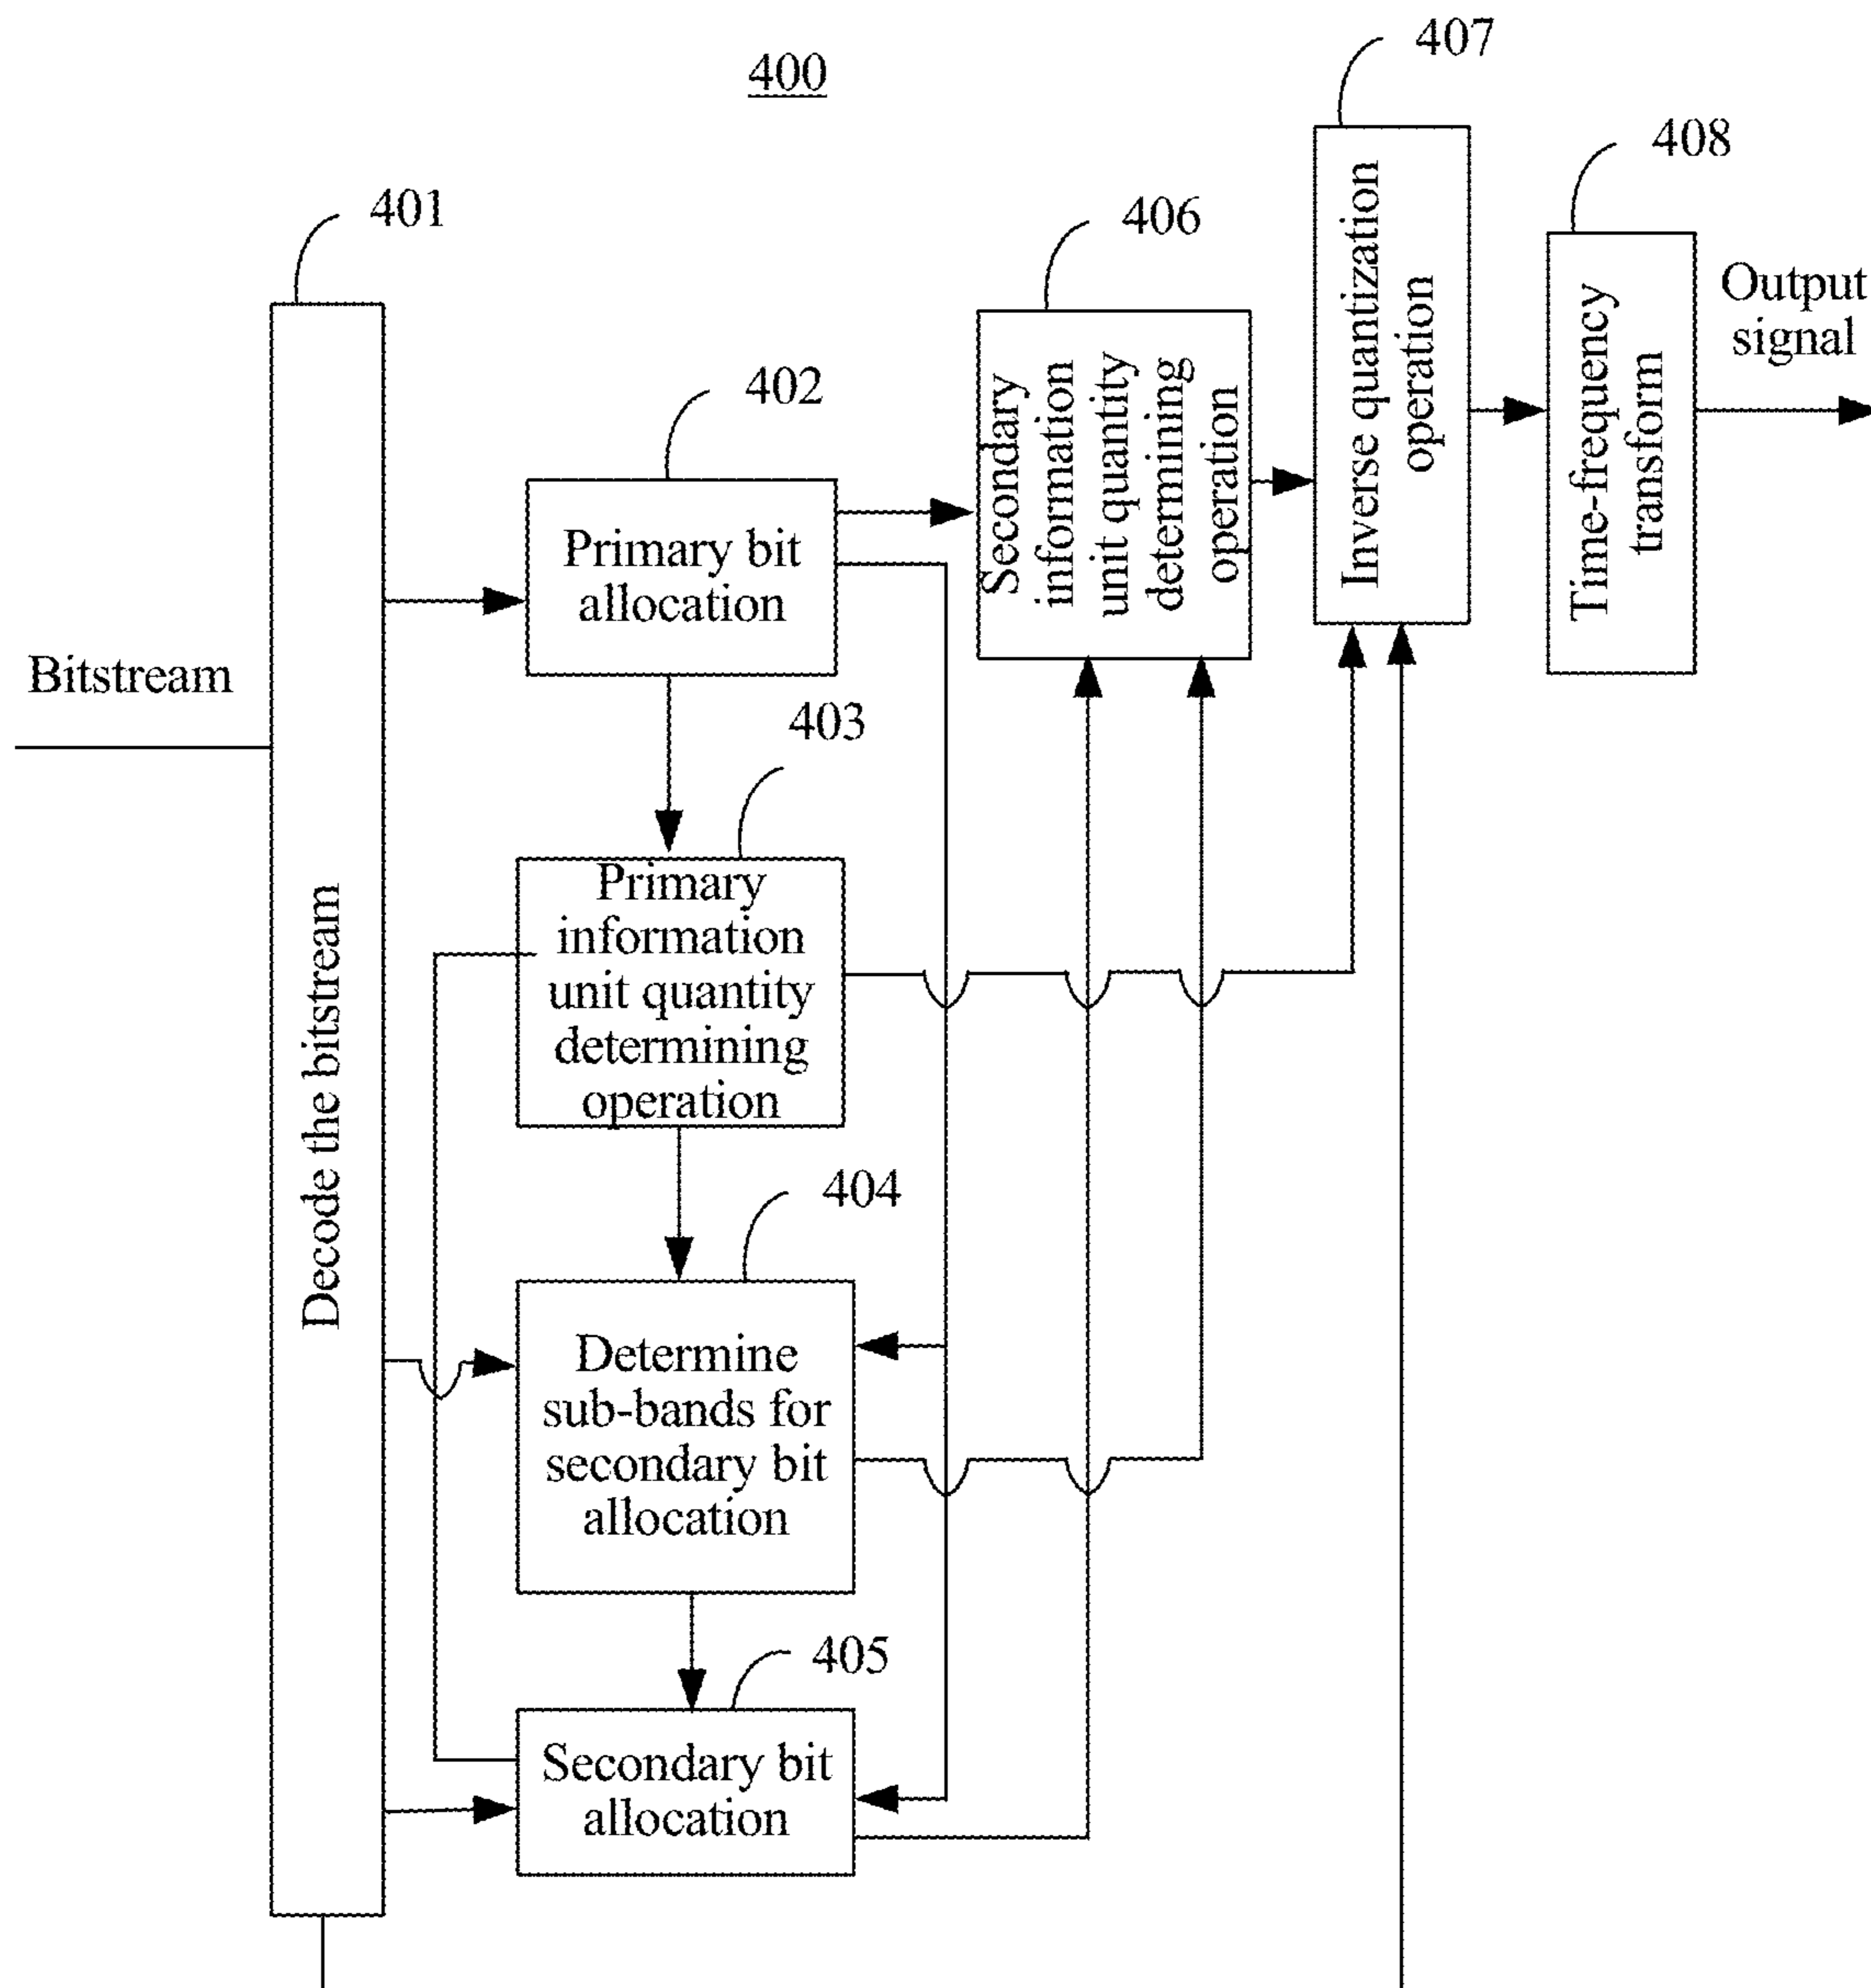 400
407
408
401
406
Output
signal
402
Inverse quantization
operation
Time-frequency
transform
Secondary
information
unit quantity
determining
operation
Primary bit
allocation
Bitstream
403
Primary
information
unit quantity
determining
operation
Decode the bitstream
404
Determine
sub-bands for
secondary bit
allocation
405
Secondary bit
allocation